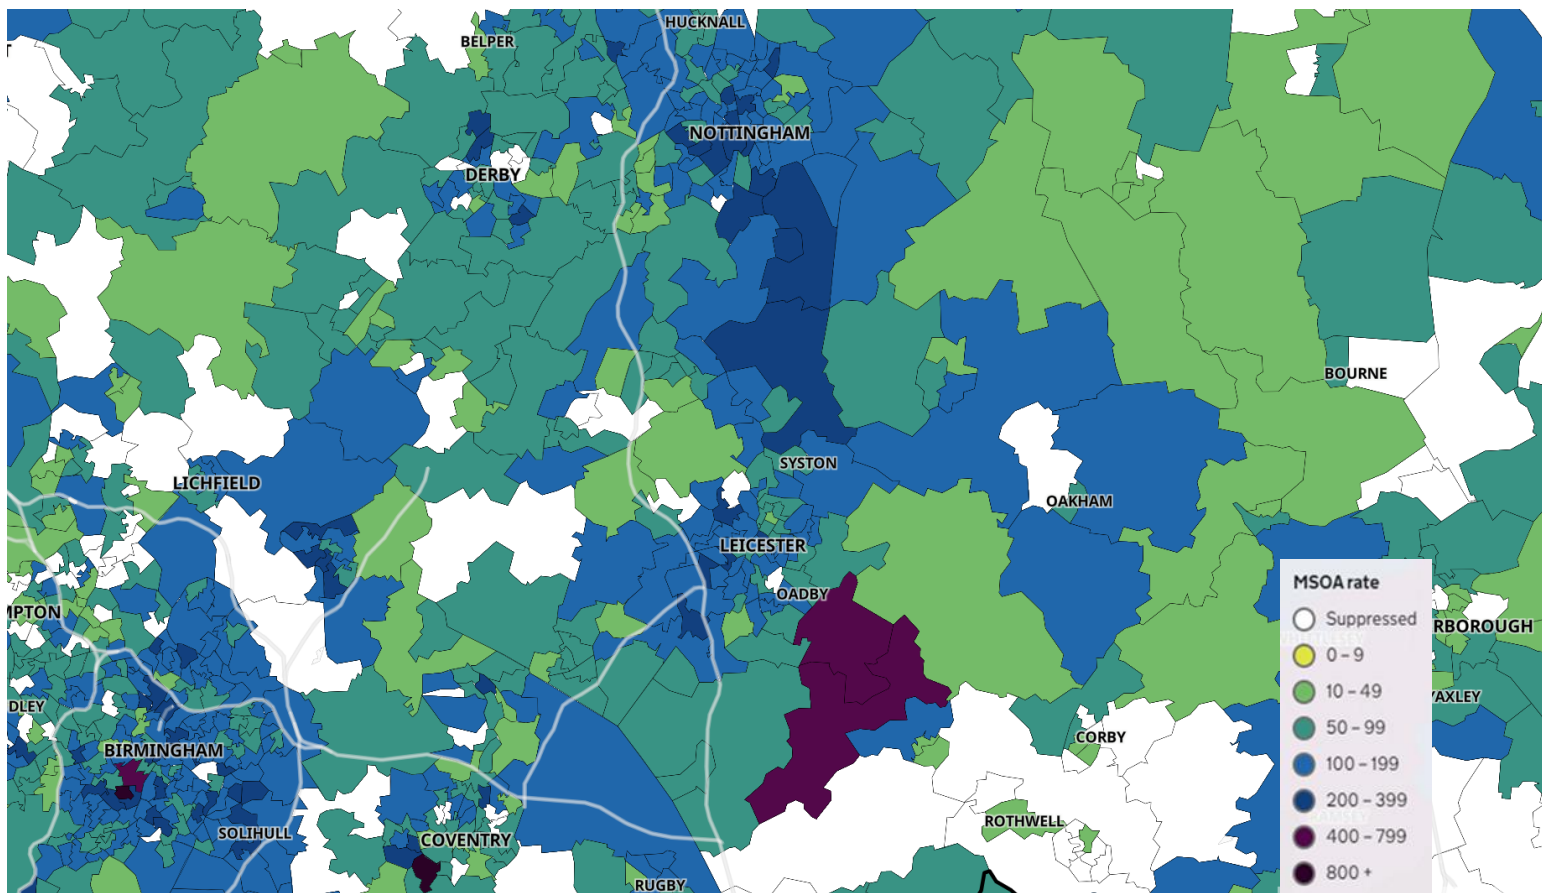 T
BELPER
HUCKNALL
NOTTINGHAM
DERBY
BOURNE
LICHFIELD
SYSTON
OAKHAM
LEICESTER
OADBY
MPTON
RBOROUGH
DLEY
YAXLEY
BIRMINGHAM
CORBY
ROTHWELL
SOLIHULL
COVENTRY
RUGBY
MSOA rate
Suppressed
0 – 9
10 – 49
50 – 99
100 – 199
200 – 399
400 – 799
800 +